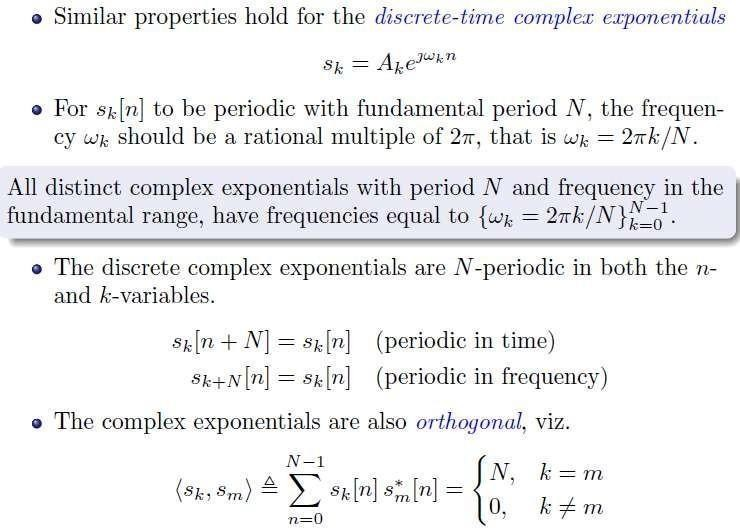 • Similar properties hold for the discrete-time complex exponentials
s_k = A_k e^{jω_k n}
• For s_k[n] to be periodic with fundamental period N, the frequen-
cy ω_k should be a rational multiple of 2π, that is ω_k = 2πk/N.
All distinct complex exponentials with period N and frequency in the
fundamental range, have frequencies equal to {ω_k = 2πk/N}_{k=0}^{N−1}.
• The discrete complex exponentials are N-periodic in both the n-
and k-variables.
s_k[n + N] = s_k[n] (periodic in time)
s_{k+N}[n] = s_k[n] (periodic in frequency)
• The complex exponentials are also orthogonal, viz.
⟨s_k, s_m⟩ ≜ ∑_{n=0}^{N−1} s_k[n] s_m^*[n] = { N, k = m
0, k ≠ m